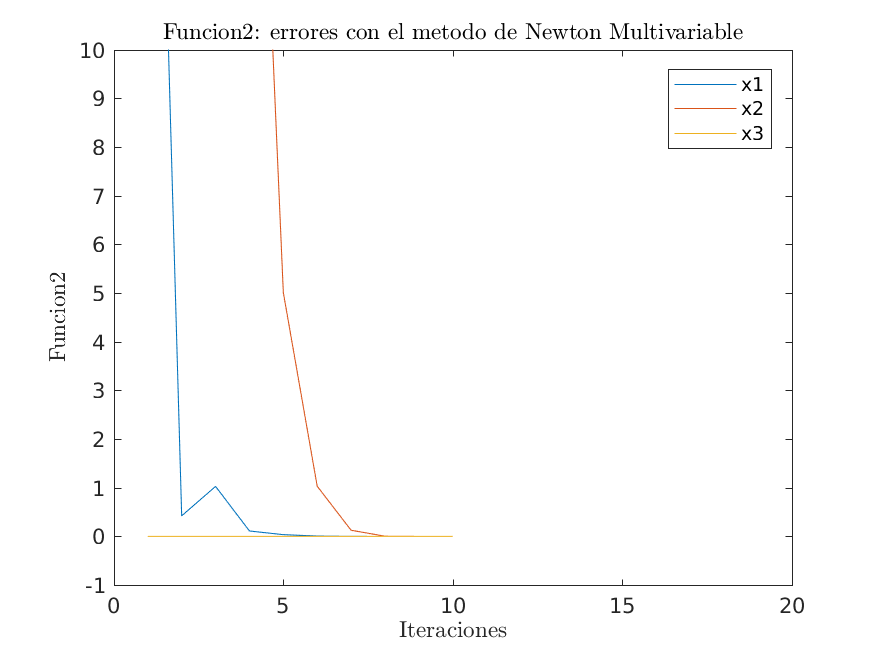 Funcion2: errores con el metodo de Newton Multivariable
10
9
8
7
6
5
4
3
2
1
0
-1
Funcion2
x1
x2
x3
0 5 10 15 20
Iteraciones